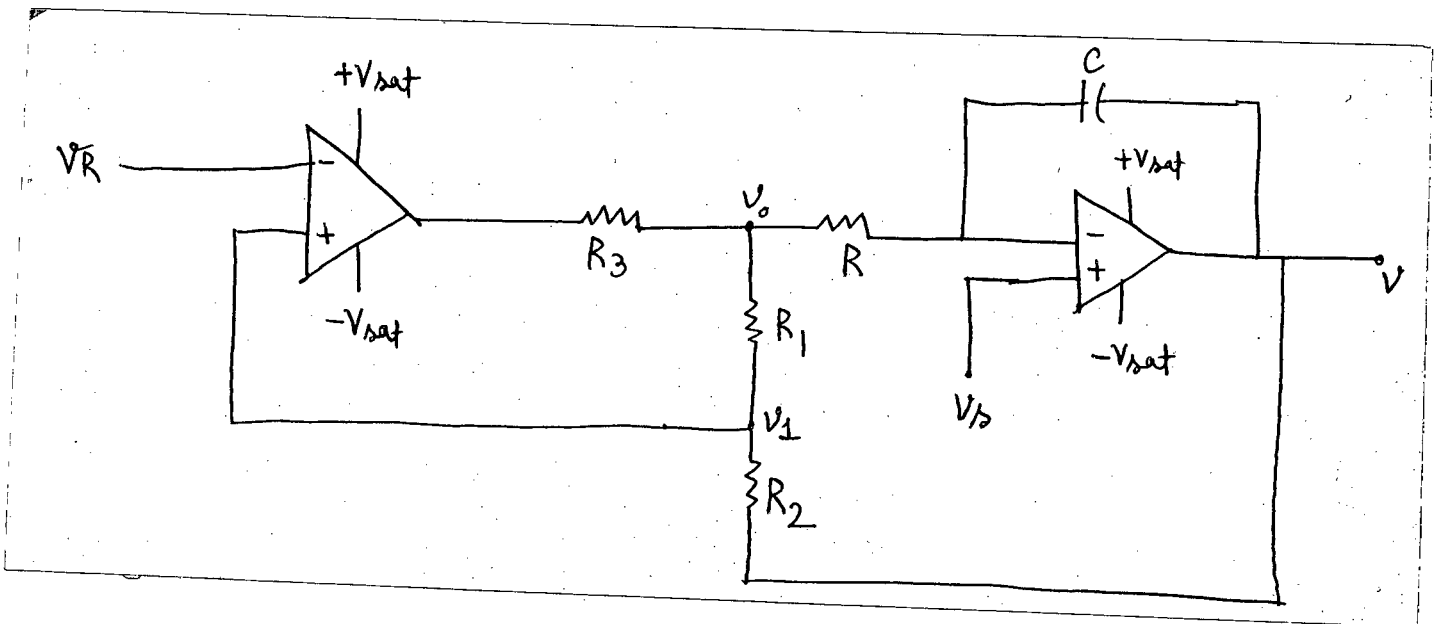 C
+Vsat
+Vsat
VR
-
+
R3
v0
R
-
+
V
R1
-Vsat
-Vsat
Vs
V1
R2